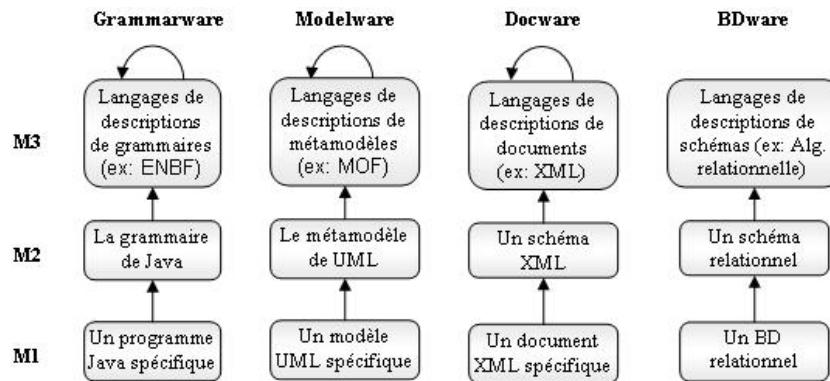 Grammarware Modelware Docware BDware
M3
Langages de
descriptions
de grammaires
(ex: ENBF)
Langages de
descriptions de
métamodèles
(ex: MOF)
Langages de
descriptions de
documents
(ex: XML)
Langages de
descriptions de
schémas (ex: Alg.
relationnelle)
M2
La grammaire
de Java
Le métamodèle
de UML
Un schéma
XML
Un schéma
relationnel
M1
Un programme
Java spécifique
Un modèle
UML spécifique
Un document
XML spécifique
Un BD
relationnel